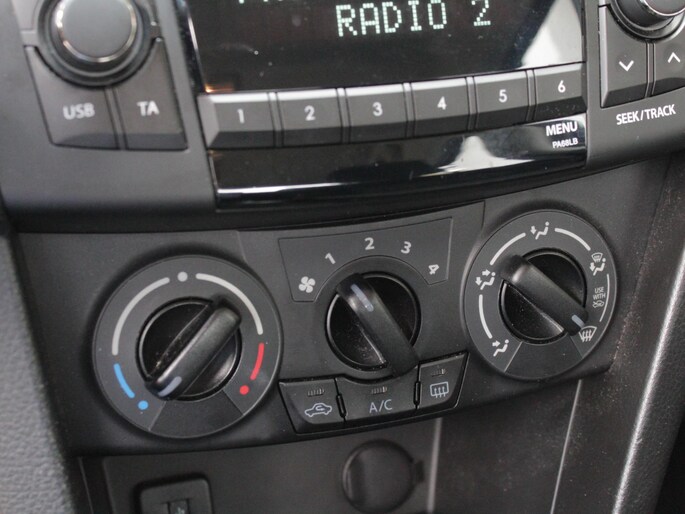 RADIO 2
USB
TA
1
2
3
4
5
6
MENU
PA88LB
SEEK/TRACK
1
2
3
4
A/C
USE
WITH